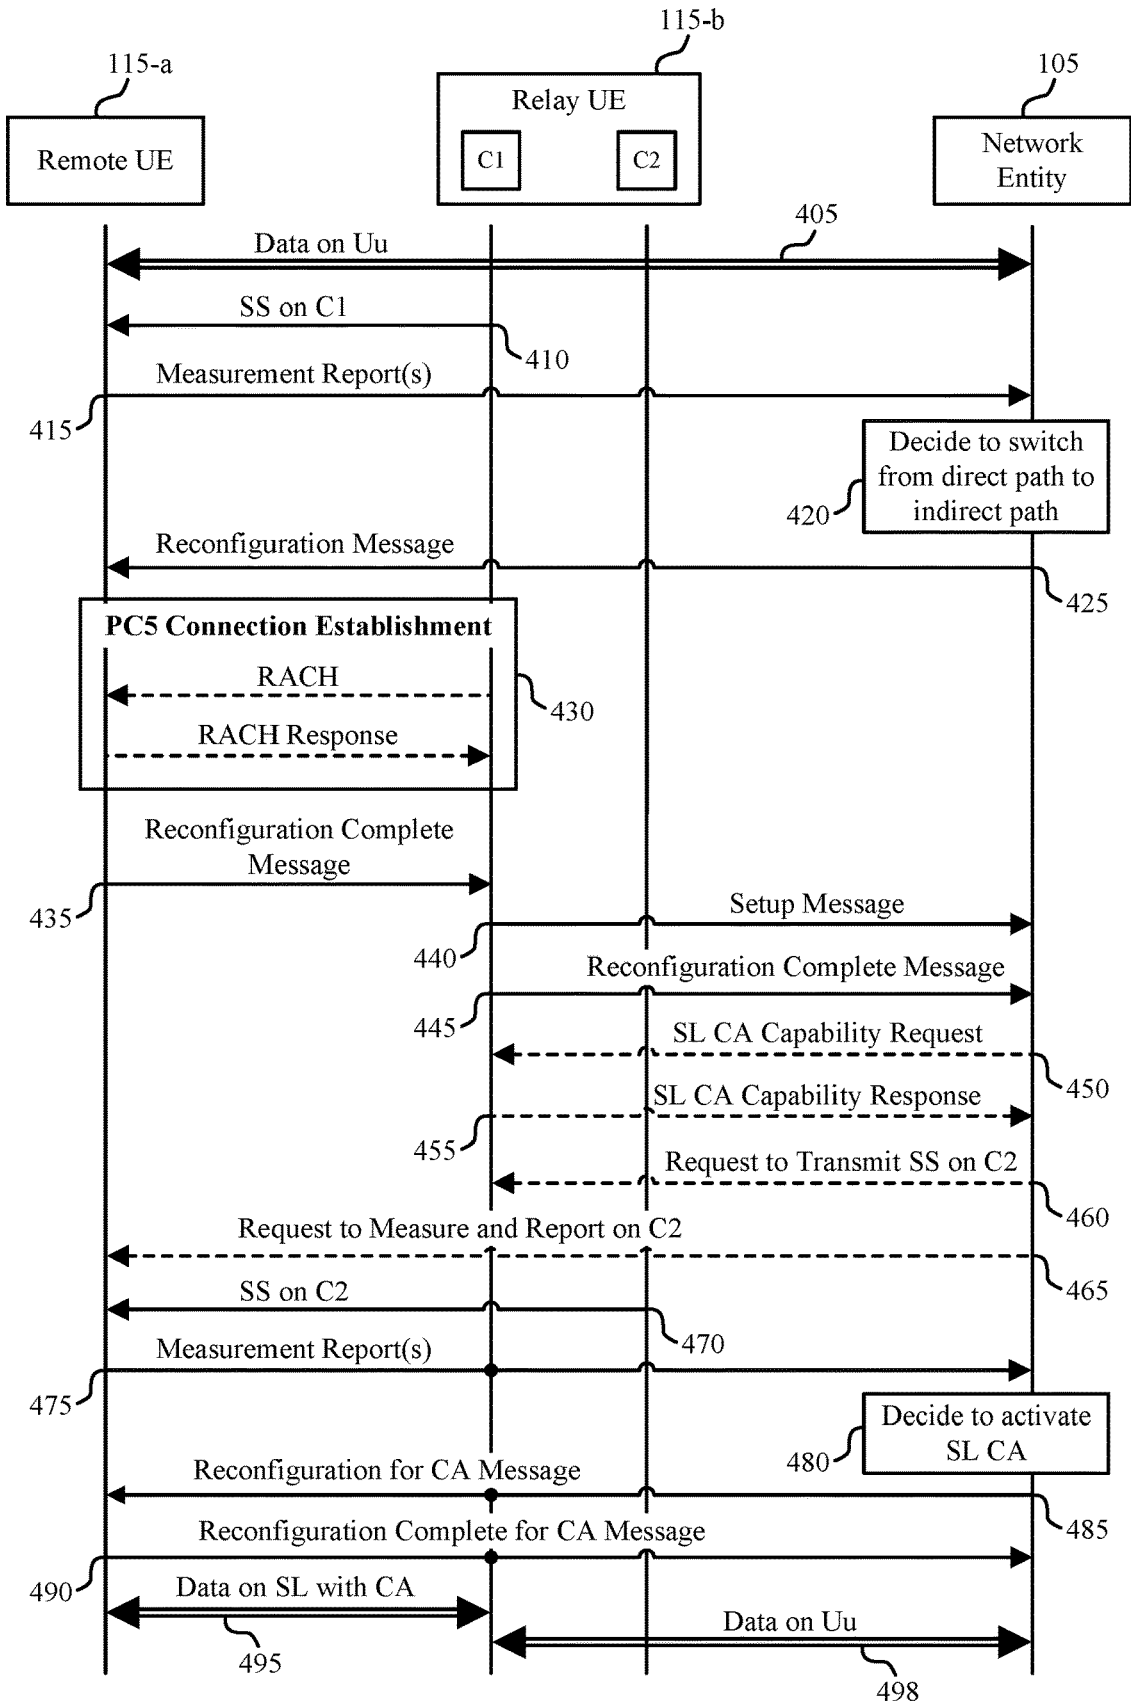 115-a
115-b
105
Remote UE
Relay UE
C1
C2
Network
Entity
Data on Uu
405
SS on C1
410
Measurement Report(s)
415
Decide to switch
from direct path to
indirect path
420
Reconfiguration Message
425
PC5 Connection Establishment
RACH
430
RACH Response
Reconfiguration Complete
Message
435
Setup Message
440
Reconfiguration Complete Message
445
SL CA Capability Request
450
SL CA Capability Response
455
Request to Transmit SS on C2
460
Request to Measure and Report on C2
465
SS on C2
470
Measurement Report(s)
475
Decide to activate
SL CA
480
Reconfiguration for CA Message
485
Reconfiguration Complete for CA Message
490
Data on SL with CA
495
Data on Uu
498